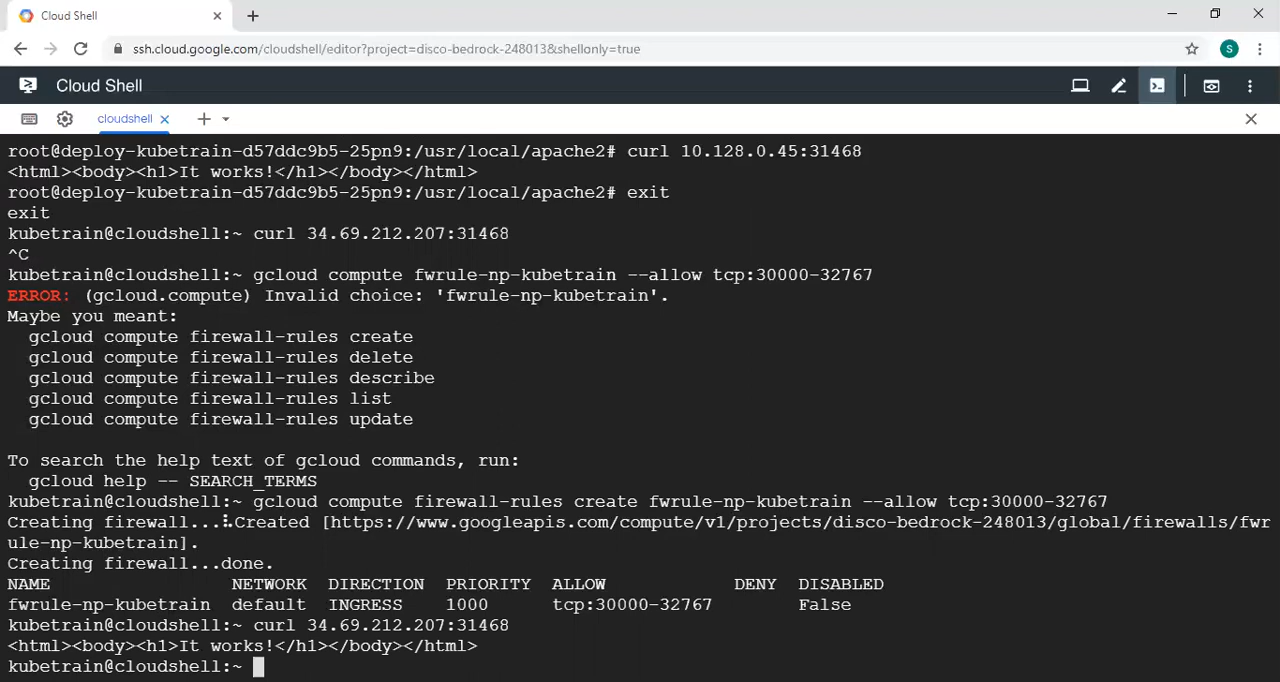 Cloud Shell
ssh.cloud.google.com/cloudshell/editor?project=disco-bedrock-248013&shellonly=true
S
Cloud Shell
cloudshell
root@deploy-kubetrain-d57ddc9b5-25pn9:/usr/local/apache2# curl 10.128.0.45:31468
<html><body><h1>It works!</h1></body></html>
root@deploy-kubetrain-d57ddc9b5-25pn9:/usr/local/apache2# exit
exit
kubetrain@cloudshell:~ curl 34.69.212.207:31468
^C
kubetrain@cloudshell:~ gcloud compute fwrule-np-kubetrain --allow tcp:30000-32767
ERROR: (gcloud.compute) Invalid choice: 'fwrule-np-kubetrain'.
Maybe you meant:
  gcloud compute firewall-rules create
  gcloud compute firewall-rules delete
  gcloud compute firewall-rules describe
  gcloud compute firewall-rules list
  gcloud compute firewall-rules update
To search the help text of gcloud commands, run:
  gcloud help -- SEARCH_TERMS
kubetrain@cloudshell:~ gcloud compute firewall-rules create fwrule-np-kubetrain --allow tcp:30000-32767
Creating firewall...⠧Created [https://www.googleapis.com/compute/v1/projects/disco-bedrock-248013/global/firewalls/fwr
ule-np-kubetrain].
Creating firewall...done.
NAME NETWORK DIRECTION PRIORITY ALLOW DENY DISABLED
fwrule-np-kubetrain default INGRESS 1000 tcp:30000-32767 False
kubetrain@cloudshell:~ curl 34.69.212.207:31468
<html><body><h1>It works!</h1></body></html>
kubetrain@cloudshell:~